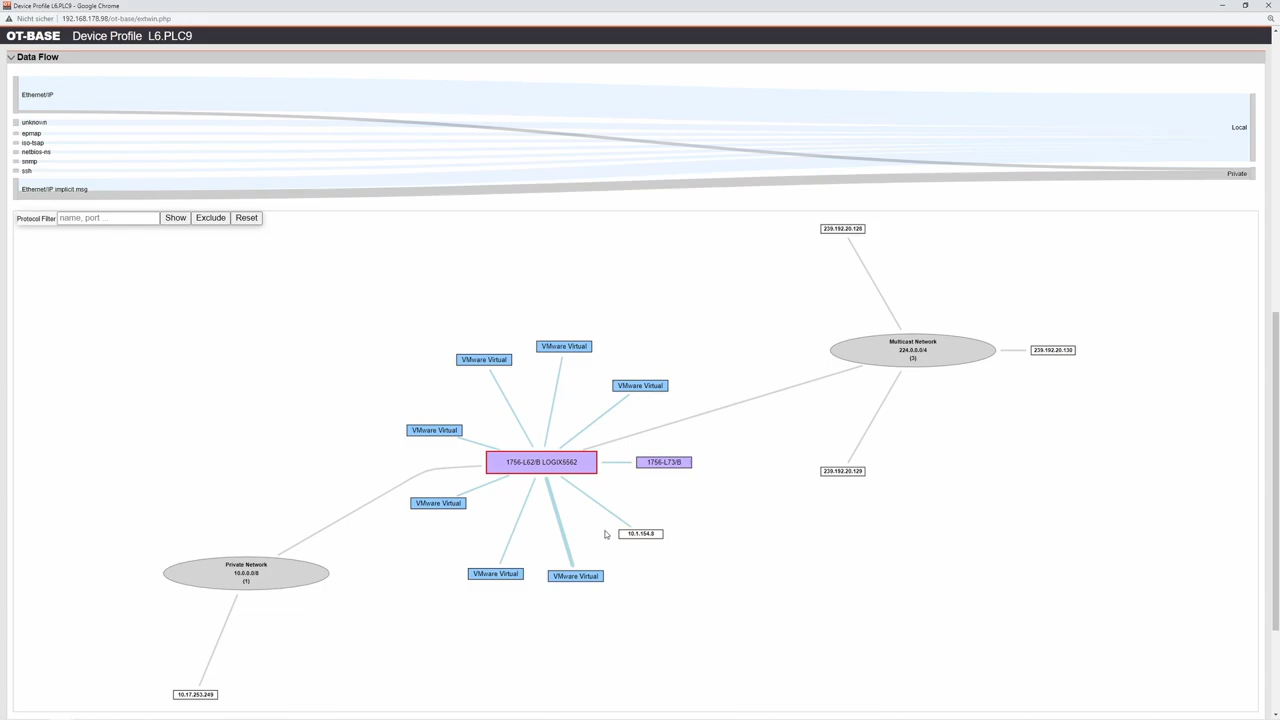 Device Profile L6.PLC9 - Google Chrome
Nicht sicher | 192.168.178.98/ot-base/extwin.php
OT-BASE Device Profile L6.PLC9
Data Flow
Ethernet/IP
unknown
epmap
iso-tsap
netbios-ns
snmp
ssh
Ethernet/IP implicit msg
Local
Private
Protocol Filter name, port ... Show Exclude Reset
239.192.20.128
Multicast Network
224.0.0.0/4
(3)
239.192.20.130
239.192.20.129
VMware Virtual
VMware Virtual
VMware Virtual
VMware Virtual
1756-L62/B LOGIX5562
1756-L73/B
VMware Virtual
10.1.154.8
VMware Virtual
VMware Virtual
Private Network
10.0.0.0/8
(1)
10.17.253.249